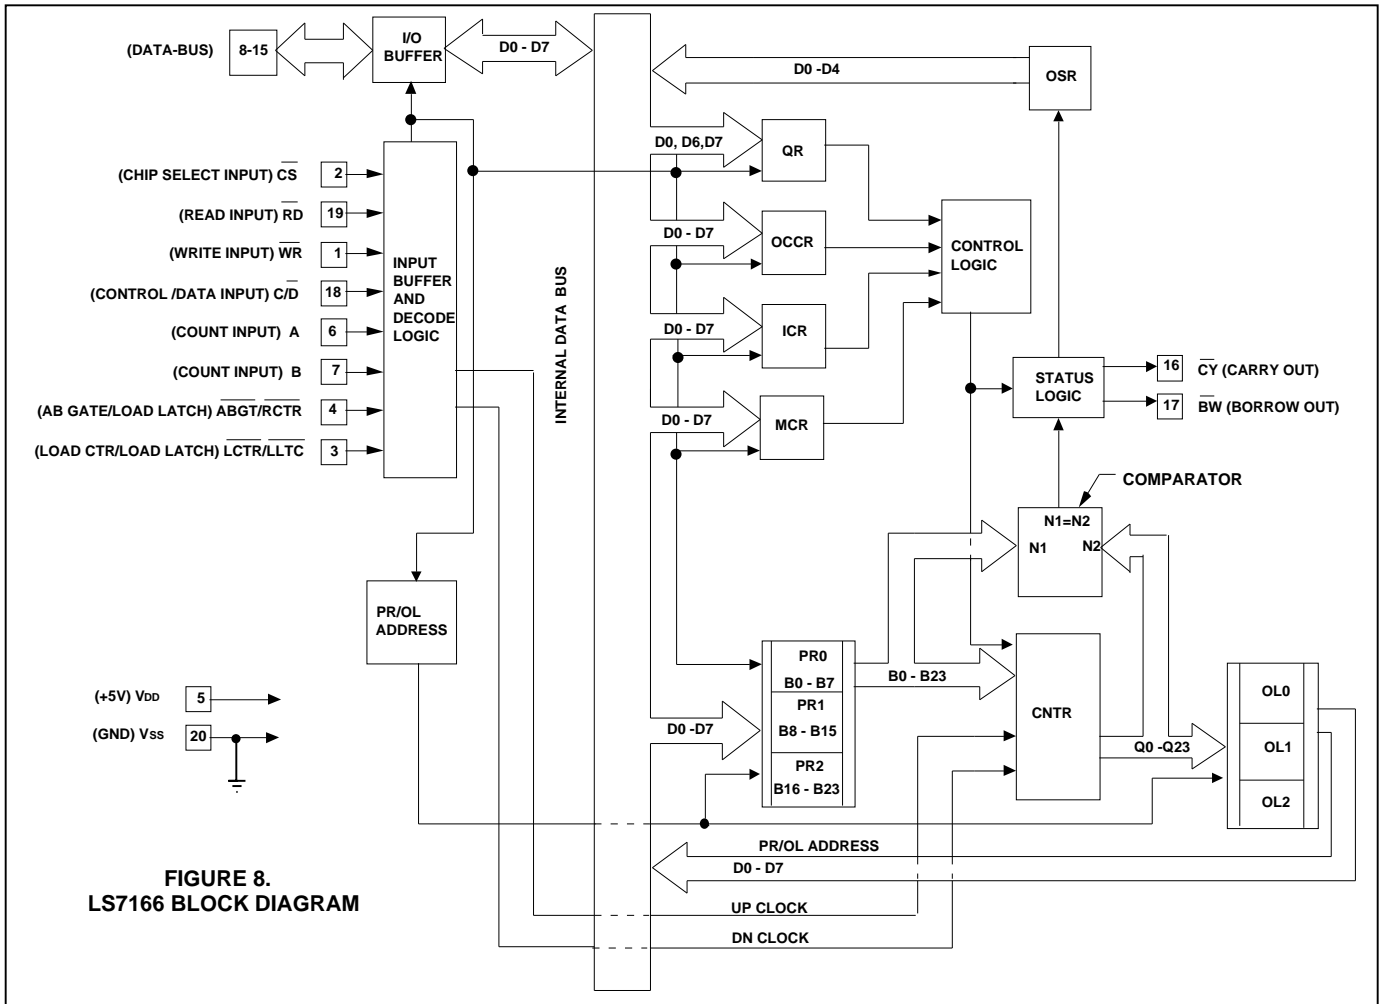 (DATA-BUS)
8-15
I/O
BUFFER
D0 - D7
D0 -D4
OSR
(CHIP SELECT INPUT) CS
2
(READ INPUT) RD
19
(WRITE INPUT) WR
1
(CONTROL /DATA INPUT) C/D
18
(COUNT INPUT) A
6
(COUNT INPUT) B
7
(AB GATE/LOAD LATCH) ABGT/RCTR
4
(LOAD CTR/LOAD LATCH) LCTR/LLTC
3
INPUT
BUFFER
AND
DECODE
LOGIC
INTERNAL DATA BUS
D0, D6,D7
QR
D0 - D7
OCCR
D0 - D7
ICR
D0 - D7
MCR
CONTROL
LOGIC
STATUS
LOGIC
16
CY (CARRY OUT)
17
BW (BORROW OUT)
COMPARATOR
N1=N2
N1
N2
PR/OL
ADDRESS
PR0
B0 - B7
PR1
B8 - B15
PR2
B16 - B23
D0 -D7
B0 - B23
CNTR
Q0 -Q23
OL0
OL1
OL2
(+5V) VDD
5
(GND) VSS
20
PR/OL ADDRESS
D0 - D7
UP CLOCK
DN CLOCK
FIGURE 8.
LS7166 BLOCK DIAGRAM